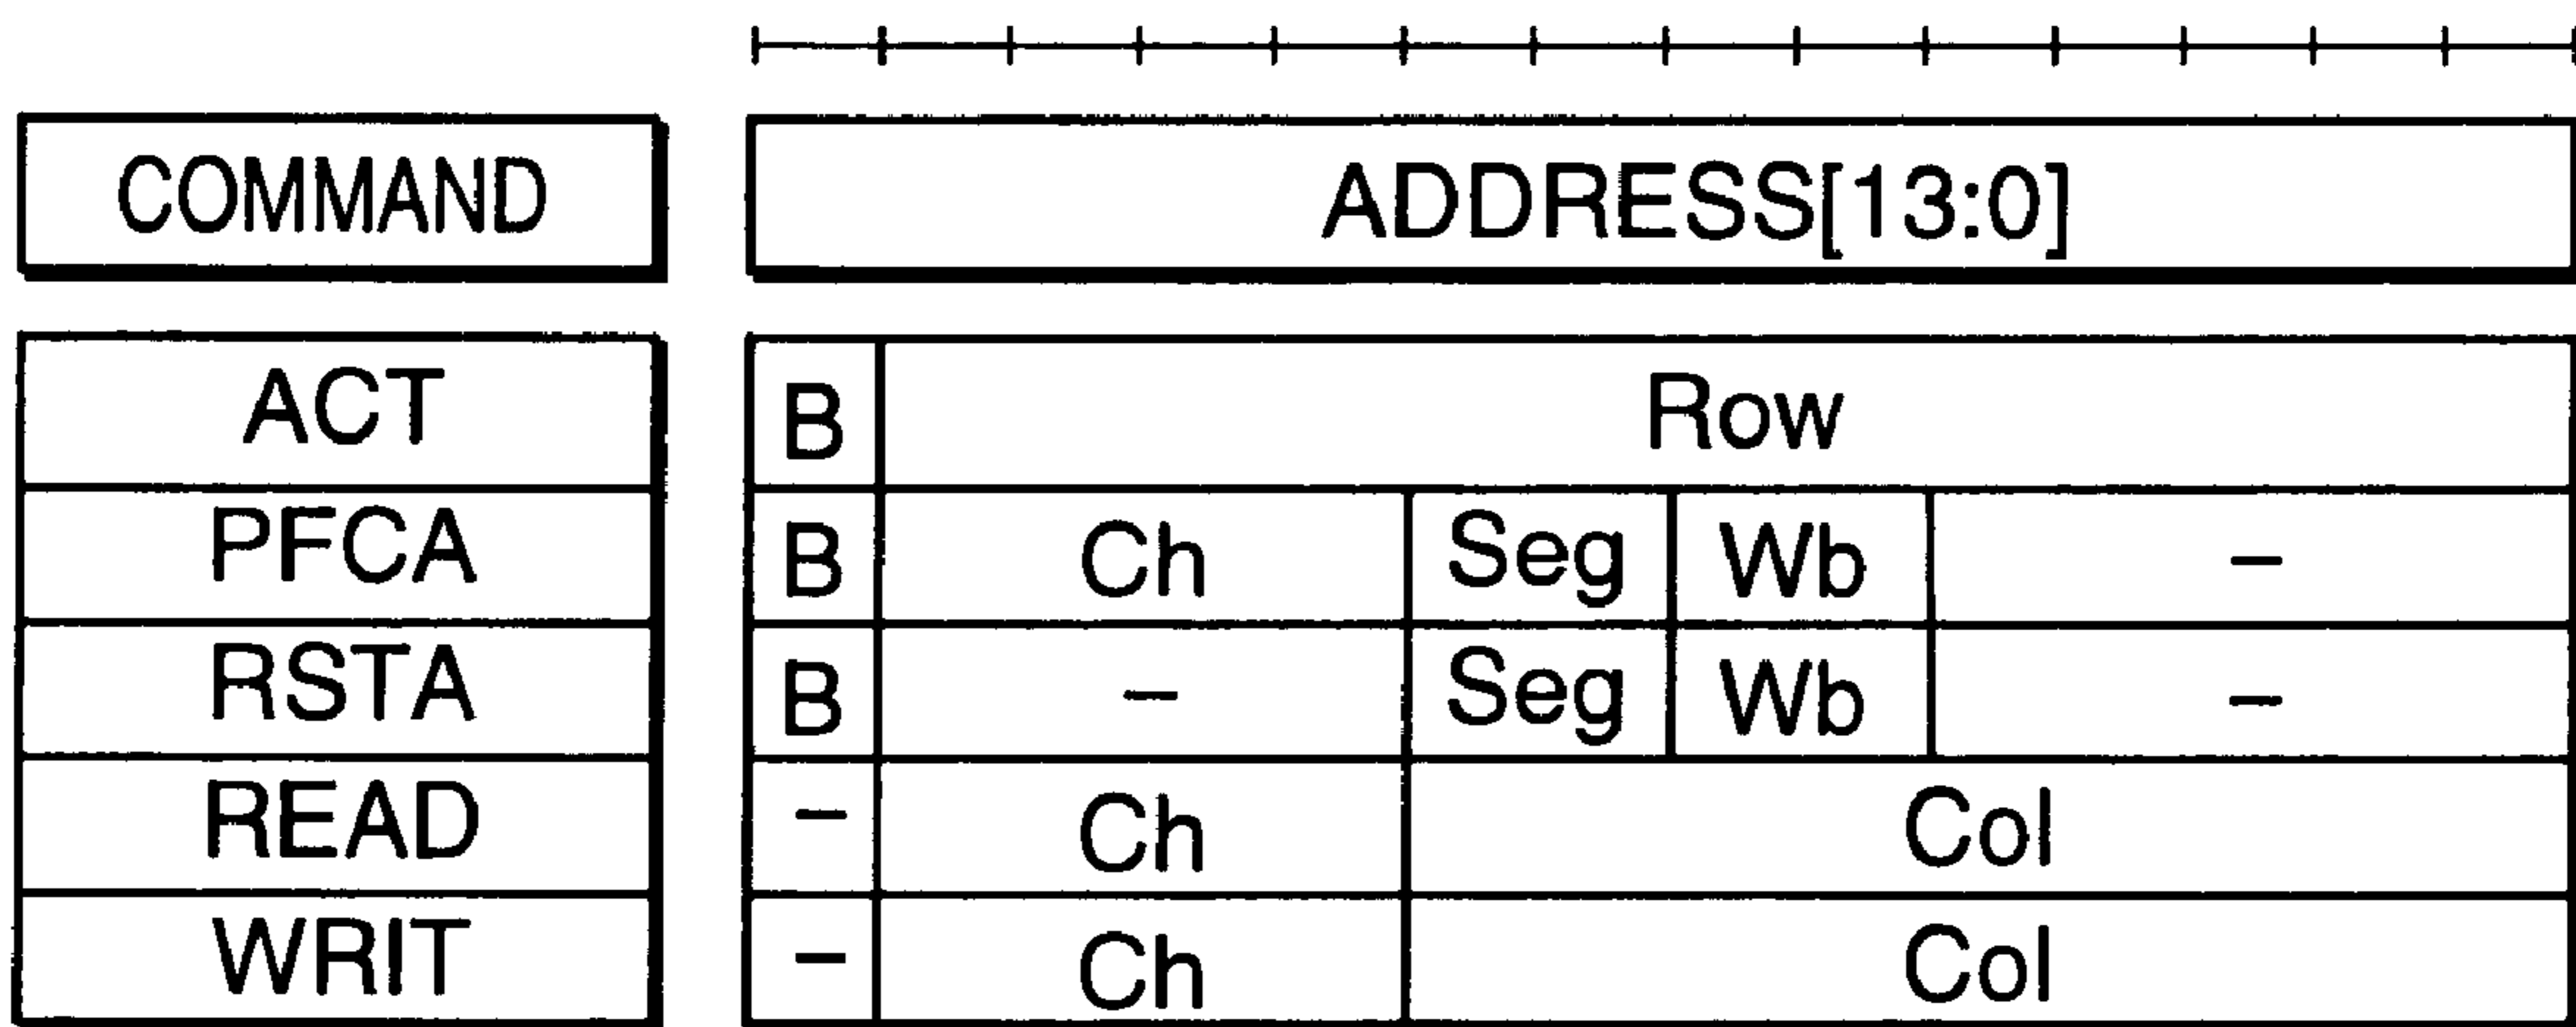 COMMAND ADDRESS[13:0]
ACT B Row
PFCA B Ch Seg Wb –
RSTA B – Seg Wb –
READ – Ch Col
WRIT – Ch Col